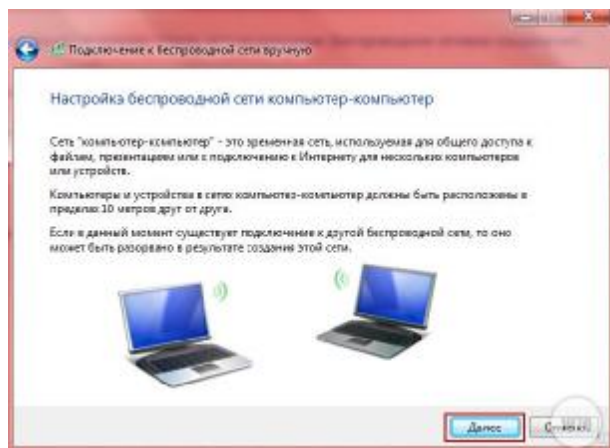 Подключение к беспроводной сети вручную
Настройка беспроводной сети компьютер-компьютер
Сеть "компьютер-компьютер" - это временная сеть, используемая для общего доступа к
файлам, презентациям или к подключению к Интернету для нескольких компьютеров
или устройств.
Компьютеры и устройства в сетях компьютер-компьютер должны быть расположены в
пределах 10 метров друг от друга.
Если в данный момент существует подключение к другой беспроводной сети, то оно
может быть разорвано в результате создания этой сети.
Далее
Отмена